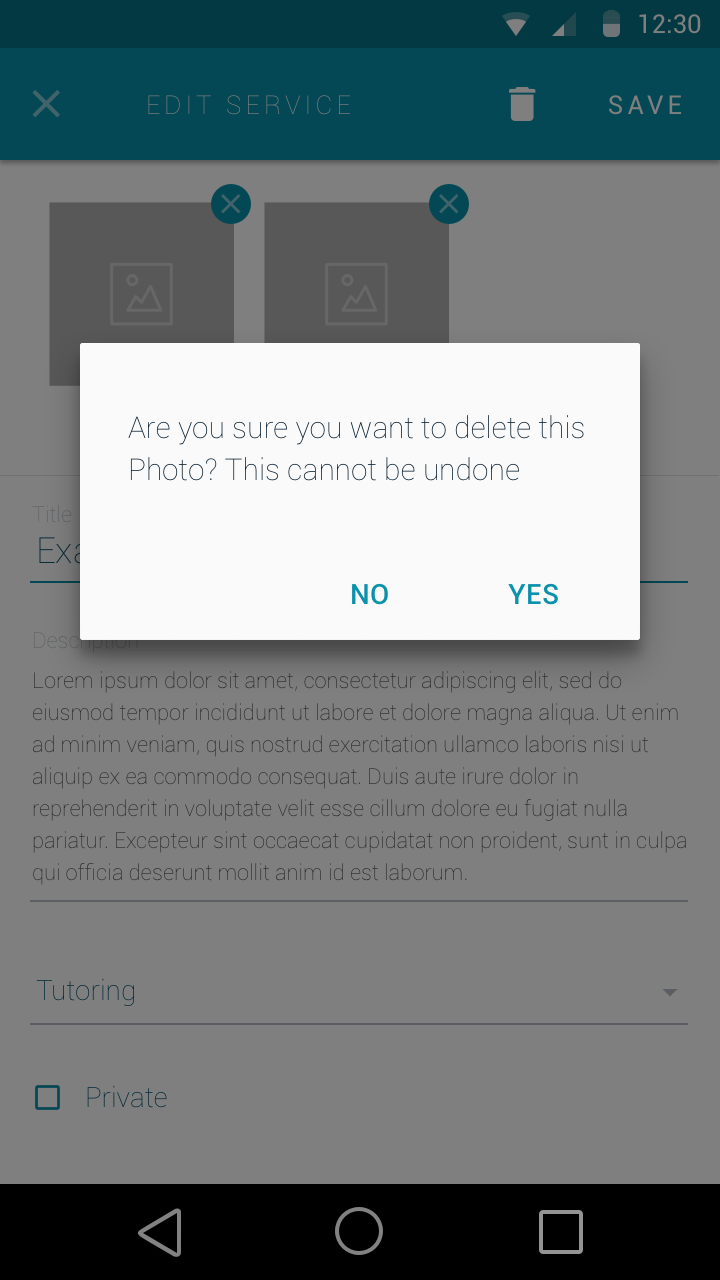 12:30
EDIT SERVICE
SAVE
Are you sure you want to delete this
Photo? This cannot be undone
NO
YES
Title
Description
Lorem ipsum dolor sit amet, consectetur adipiscing elit, sed do
eiusmod tempor incididunt ut labore et dolore magna aliqua. Ut enim
ad minim veniam, quis nostrud exercitation ullamco laboris nisi ut
aliquip ex ea commodo consequat. Duis aute irure dolor in
reprehenderit in voluptate velit esse cillum dolore eu fugiat nulla
pariatur. Excepteur sint occaecat cupidatat non proident, sunt in culpa
qui officia deserunt mollit anim id est laborum.
Tutoring
Private